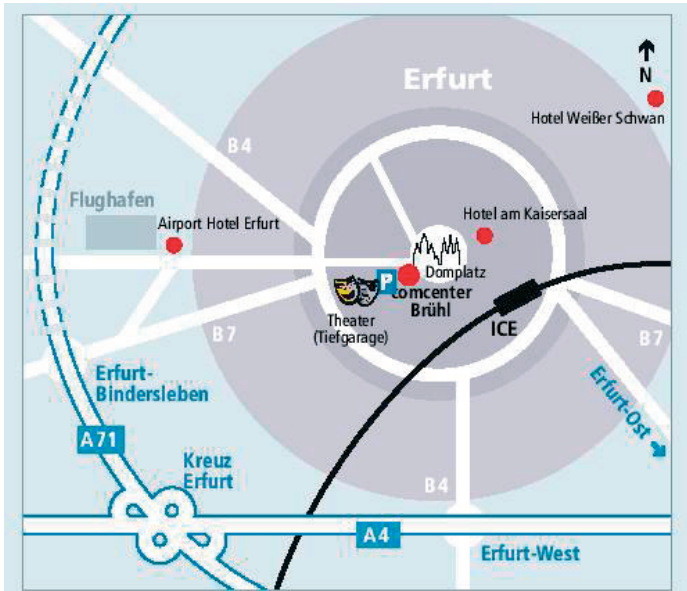 Erfurt
N
Hotel Weißer Schwan
B4
Flughafen
Airport Hotel Erfurt
Hotel am Kaisersaal
Domplatz
P
comcenter
Brühl
Theater
(Tiefgarage)
ICE
B7
B7
Erfurt-
Bindersleben
Erfurt-Ost
A71
Kreuz
Erfurt
B4
A4
Erfurt-West